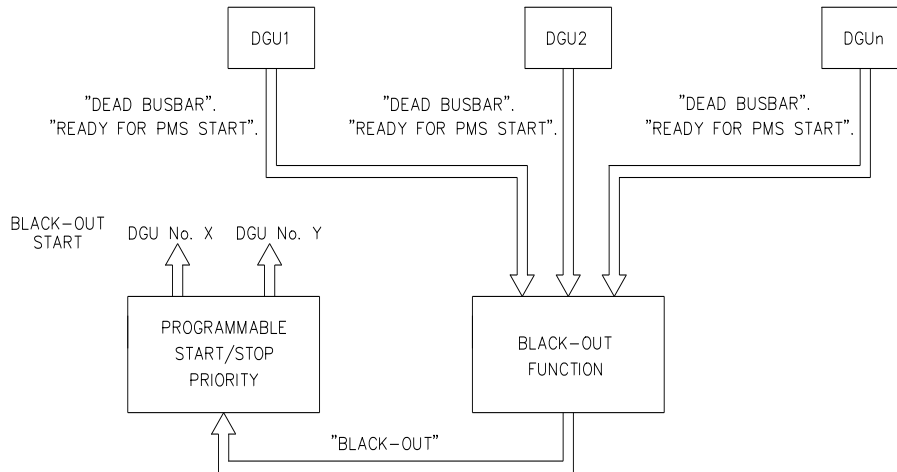 DGU1
DGU2
DGUn
"DEAD BUSBAR".
"READY FOR PMS START".
"DEAD BUSBAR".
"READY FOR PMS START".
"DEAD BUSBAR".
"READY FOR PMS START".
BLACK-OUT
START
DGU No. X
DGU No. Y
PROGRAMMABLE
START/STOP
PRIORITY
BLACK-OUT
FUNCTION
"BLACK-OUT"